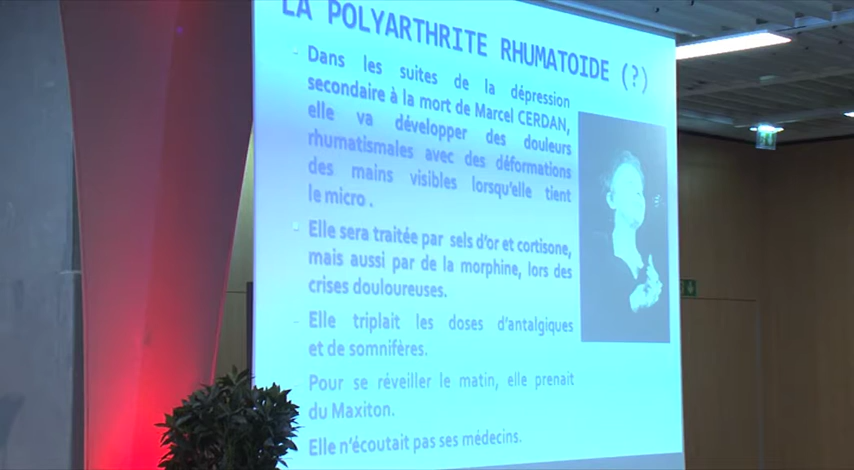 LA POLYARTHRITE RHUMATOIDE (?)
- Dans les suites de la dépression
secondaire à la mort de Marcel CERDAN,
elle va développer des douleurs
rhumatismales avec des déformations
des mains visibles lorsqu'elle tient
le micro .
- Elle sera traitée par sels d'or et cortisone,
mais aussi par de la morphine, lors des
crises douloureuses.
- Elle triplait les doses d'antalgiques
et de somnifères.
Pour se réveiller le matin, elle prenait
du Maxiton.
Elle n'écoutait pas ses médecins.